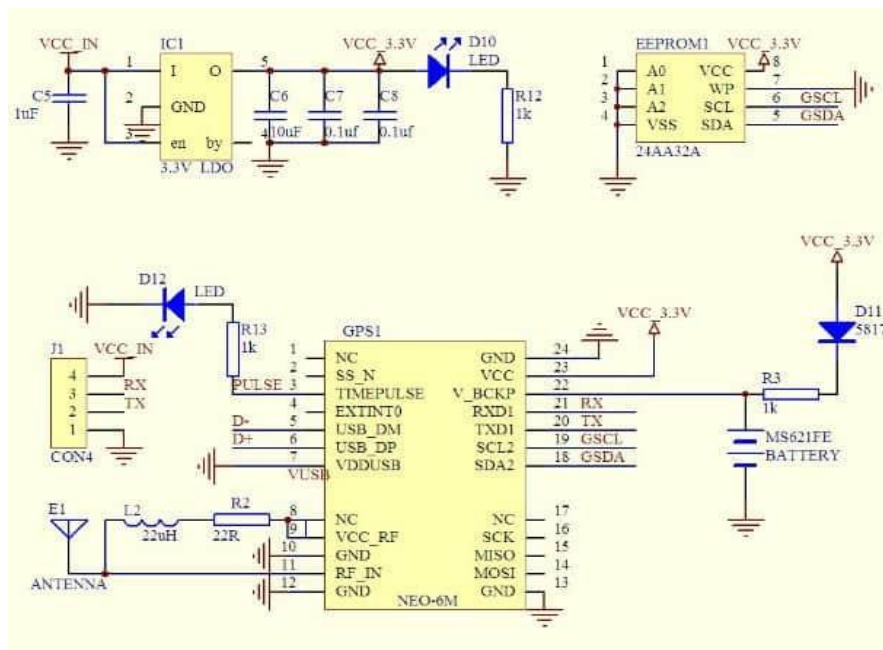 VCC_IN
IC1
1 I O 5
2 GND
3 en by 4
3.3V LDO
C5
1uF
C6
10uF
C7
0.1uf
C8
0.1uf
VCC_3.3V
D10
LED
R12
1k
EEPROM1
VCC_3.3V
1 A0 VCC 8
2 A1 WP 7
3 A2 SCL 6 GSCL
4 VSS SDA 5 GSDA
24AA32A
D12
LED
R13
1k
J1
VCC_IN
4
3 RX
2 TX
1
CON4
GPS1
1 NC GND 24
2 SS_N VCC 23
PULSE 3 TIMEPULSE V_BCKP 22
4 EXTINT0 RXD1 21 RX
D- 5 USB_DM TXD1 20 TX
D+ 6 USB_DP SCL2 19 GSCL
7 VDDUSB SDA2 18 GSDA
VUSB
8 NC NC 17
9 VCC_RF SCK 16
10 GND MISO 15
11 RF_IN MOSI 14
12 GND GND 13
NEO-6M
VCC_3.3V
VCC_3.3V
D11
5817
R3
1k
MS621FE
BATTERY
E1
L2
22uH
R2
22R
ANTENNA